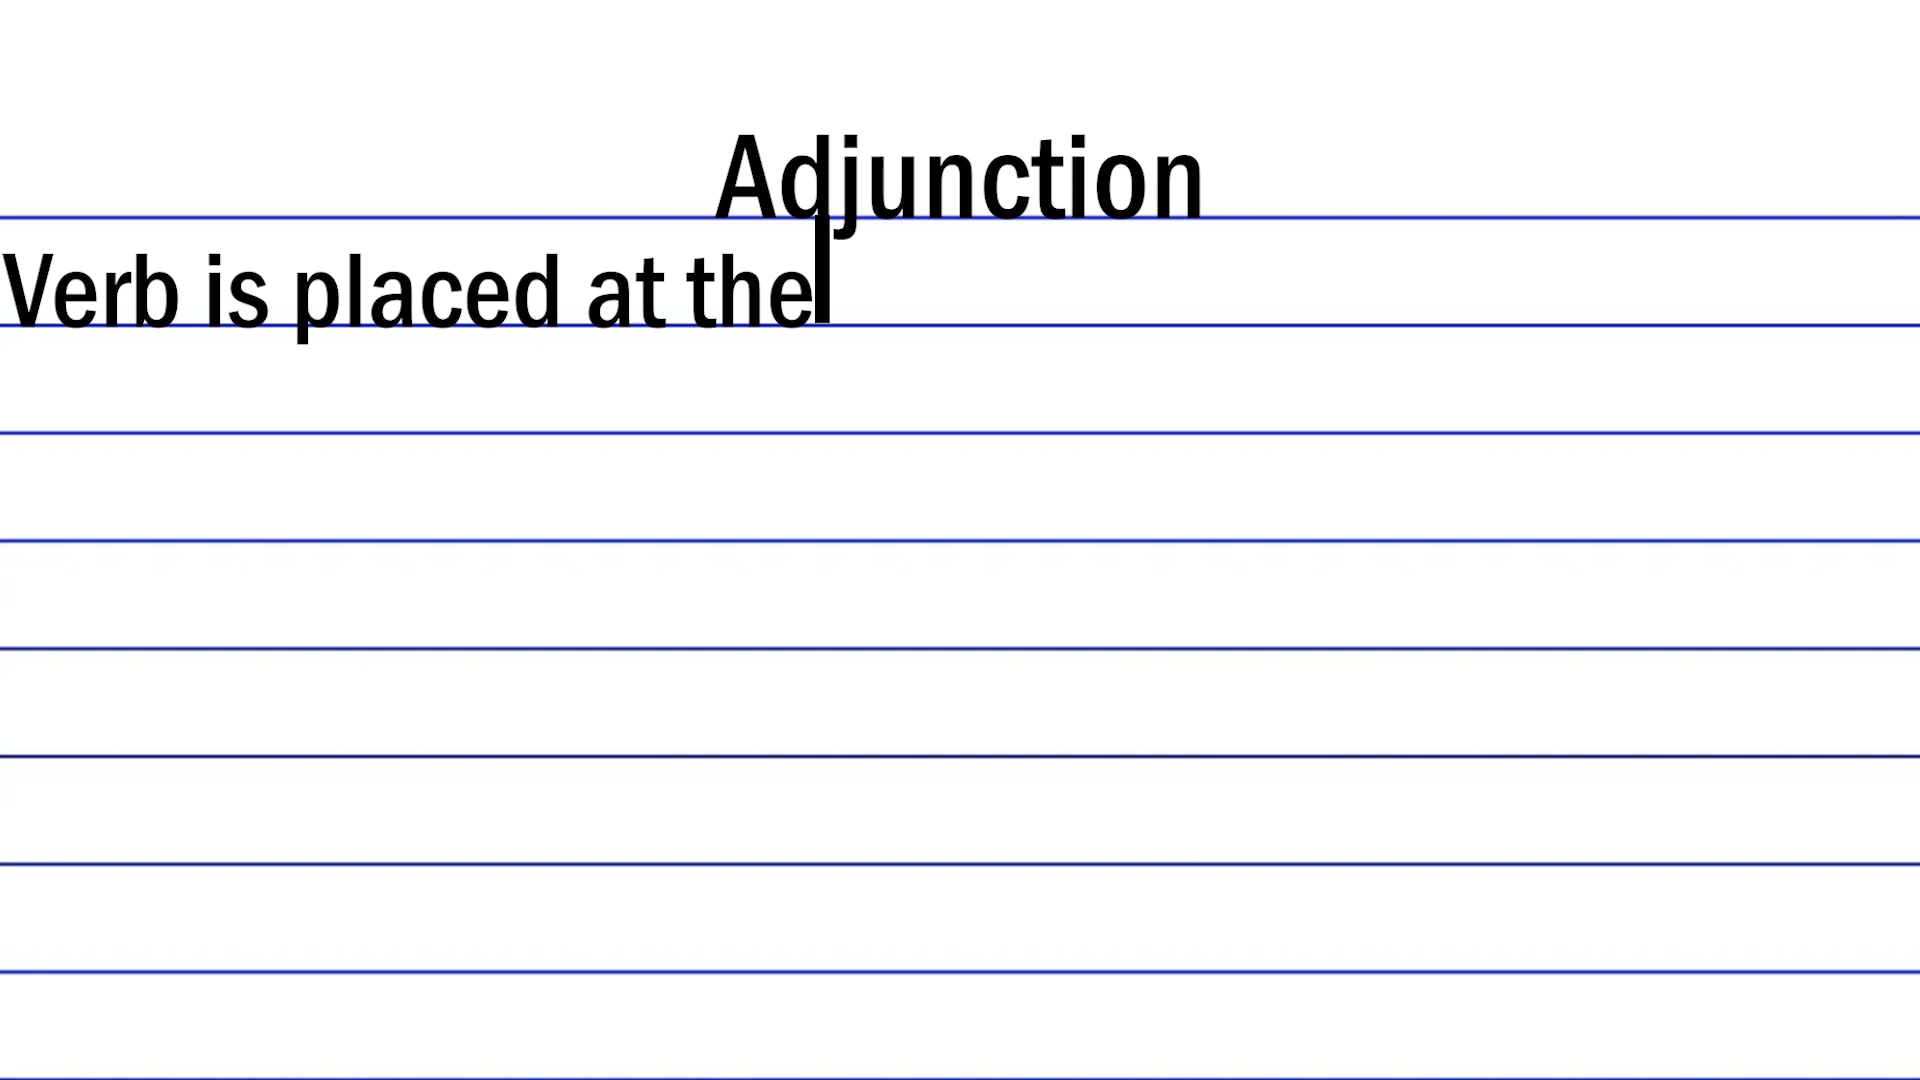 Adjunction
Verb is placed at the